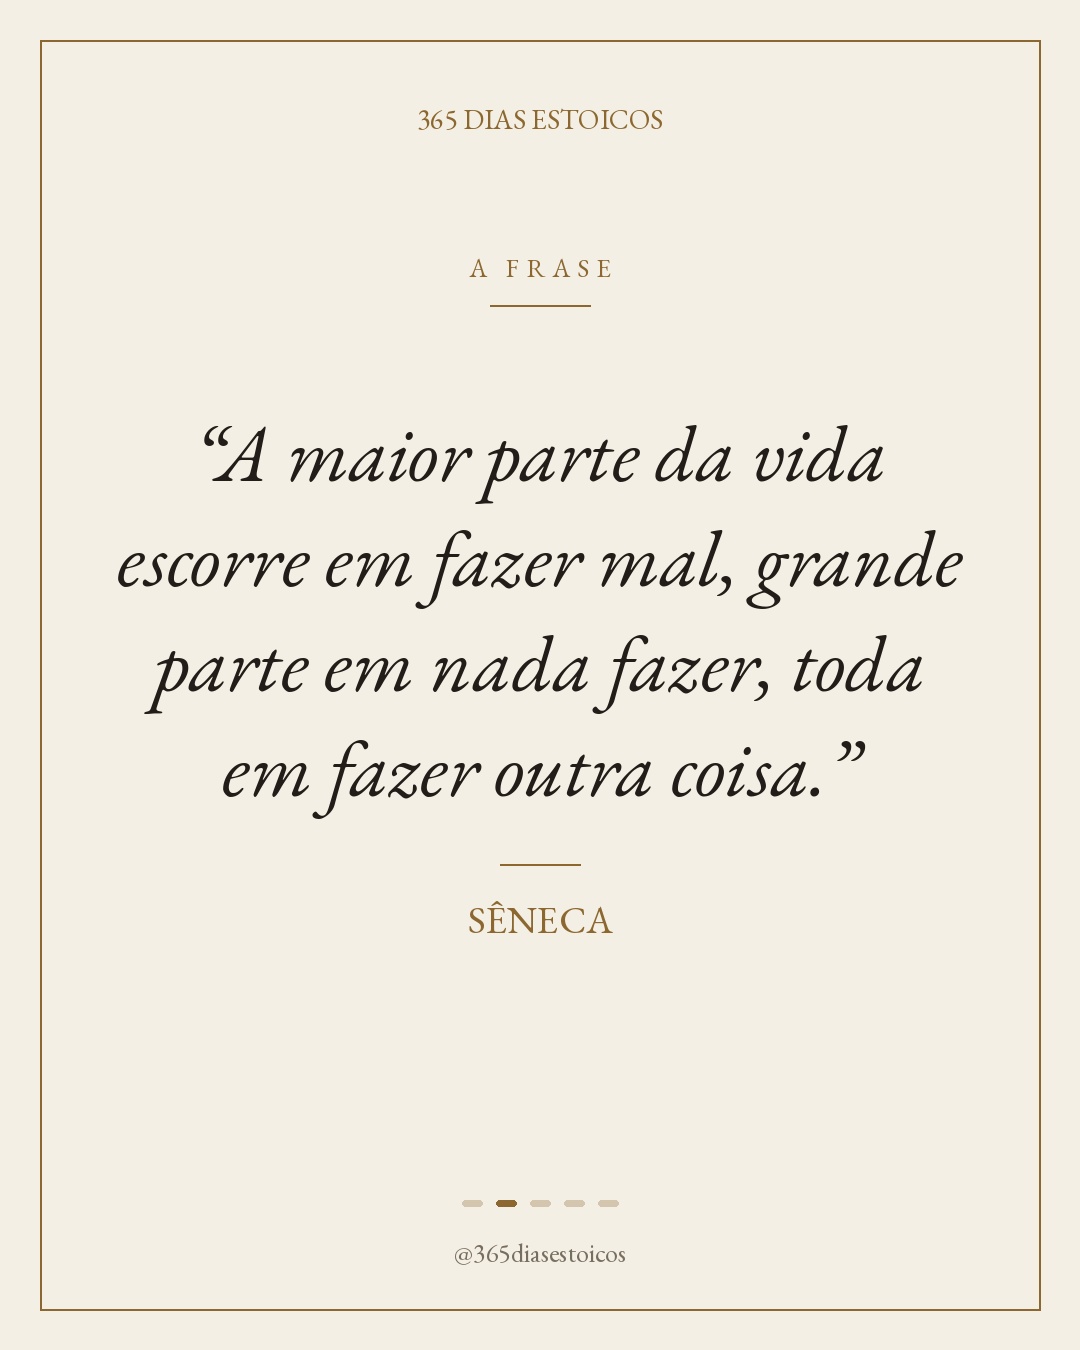 365 DIAS ESTOICOS
A FRASE
“A maior parte da vida
escorre em fazer mal, grande
parte em nada fazer, toda
em fazer outra coisa.”
SÊNECA
@365diasestoicos